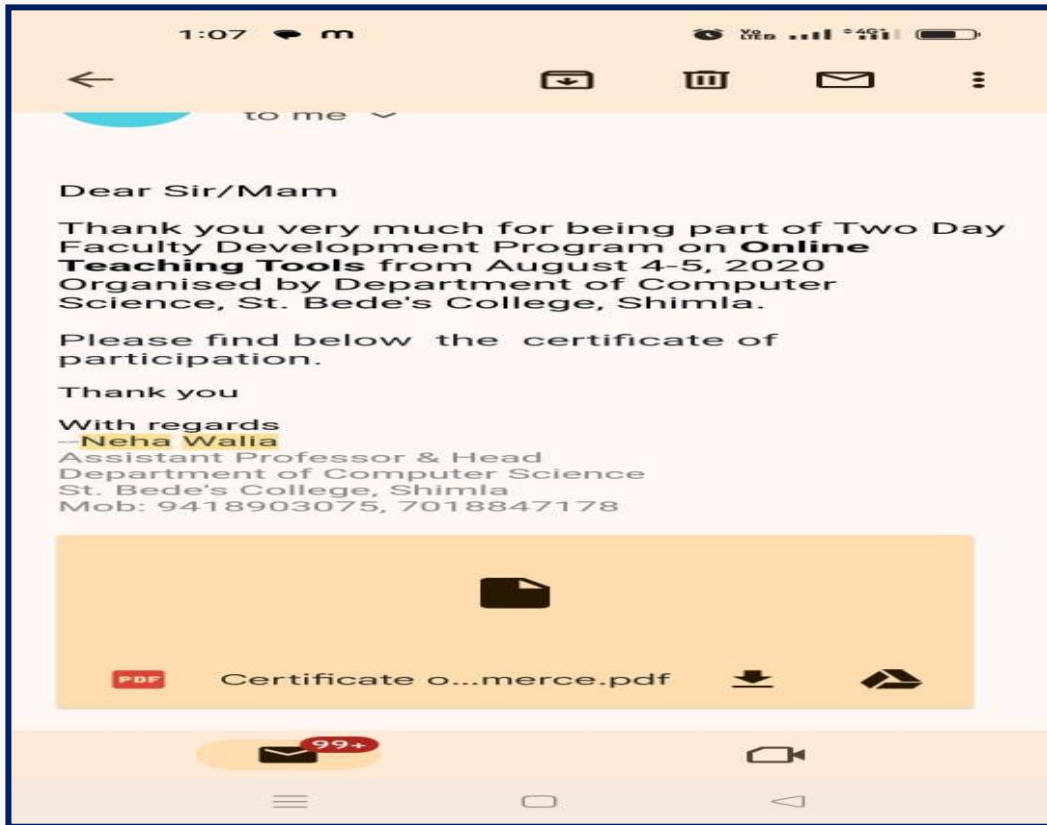 1:07 m
to me
Dear Sir/Mam
Thank you very much for being part of Two Day
Faculty Development Program on Online
Teaching Tools from August 4-5, 2020
Organised by Department of Computer
Science, St. Bede's College, Shimla.
Please find below the certificate of
participation.
Thank you
With regards
--Neha Walia
Assistant Professor & Head
Department of Computer Science
St. Bede's College, Shimla
Mob: 9418903075, 7018847178
PDF Certificate o...merce.pdf
99+